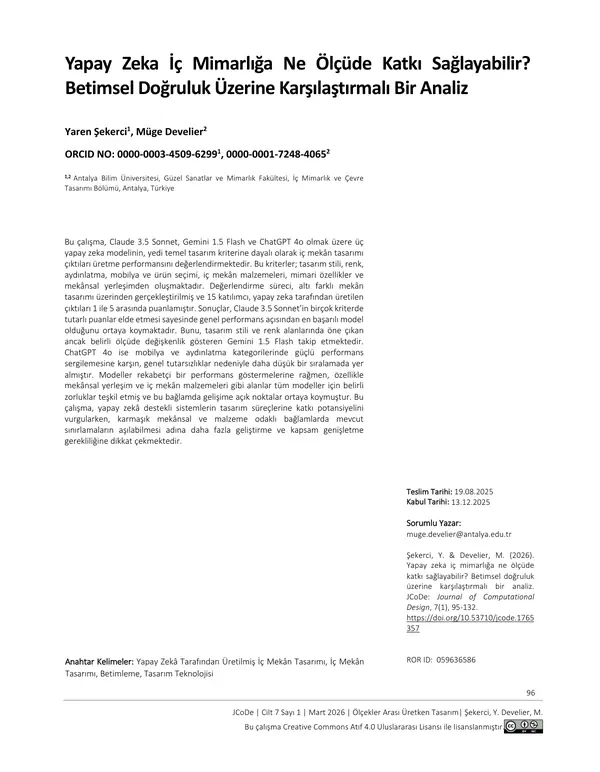 Yapay Zeka İç Mimarlığa Ne Ölçüde Katkı Sağlayabilir?
Betimsel Doğruluk Üzerine Karşılaştırmalı Bir Analiz
Yaren Şekerci1, Müge Develier2
ORCID NO: 0000-0003-4509-62991, 0000-0001-7248-40652
1,2 Antalya Bilim Üniversitesi, Güzel Sanatlar ve Mimarlık Fakültesi, İç Mimarlık ve Çevre
Tasarımı Bölümü, Antalya, Türkiye
Bu çalışma, Claude 3.5 Sonnet, Gemini 1.5 Flash ve ChatGPT 4o olmak üzere üç
yapay zeka modelinin, yedi temel tasarım kriterine dayalı olarak iç mekân tasarımı
çıktıları üretme performansını değerlendirmektedir. Bu kriterler; tasarım stili, renk,
aydınlatma, mobilya ve ürün seçimi, iç mekân malzemeleri, mimari özellikler ve
mekânsal yerleşimden oluşmaktadır. Değerlendirme süreci, altı farklı mekân
tasarımı üzerinden gerçekleştirilmiş ve 15 katılımcı, yapay zeka tarafından üretilen
çıktıları 1 ile 5 arasında puanlamıştır. Sonuçlar, Claude 3.5 Sonnet'in birçok kriterde
tutarlı puanlar elde etmesi sayesinde genel performans açısından en başarılı model
olduğunu ortaya koymaktadır. Bunu, tasarım stili ve renk alanlarında öne çıkan
ancak belirli ölçüde değişkenlik gösteren Gemini 1.5 Flash takip etmektedir.
ChatGPT 4o ise mobilya ve aydınlatma kategorilerinde güçlü performans
sergilemesine karşın, genel tutarsızlıklar nedeniyle daha düşük bir sıralamada yer
almıştır. Modeller rekabetçi bir performans göstermelerine rağmen, özellikle
mekânsal yerleşim ve iç mekân malzemeleri gibi alanlar tüm modeller için belirli
zorluklar teşkil etmiş ve bu bağlamda gelişime açık noktalar ortaya koymuştur. Bu
çalışma, yapay zekâ destekli sistemlerin tasarım süreçlerine katkı potansiyelini
vurgularken, karmaşık mekânsal ve malzeme odaklı bağlamlarda mevcut
sınırlamaların aşılabilmesi adına daha fazla geliştirme ve kapsam genişletme
gerekliliğine dikkat çekmektedir.
Teslim Tarihi: 19.08.2025
Kabul Tarihi: 13.12.2025
Sorumlu Yazar:
muge.develier@antalya.edu.tr
Şekerci, Y. & Develier, M. (2026).
Yapay zeka iç mimarlığa ne ölçüde
katkı sağlayabilir? Betimsel doğruluk
üzerine karşılaştırmalı bir analiz.
JCoDe: Journal of Computational
Design, 7(1), 95-132.
https://doi.org/10.53710/jcode.1765
357
Anahtar Kelimeler: Yapay Zekâ Tarafından Üretilmiş İç Mekân Tasarımı, İç Mekân
Tasarımı, Betimleme, Tasarım Teknolojisi
ROR ID: 059636586
96
JCoDe | Cilt 7 Sayı 1 | Mart 2026 | Ölçekler Arası Üretken Tasarım| Şekerci, Y. Develier, M.
Bu çalışma Creative Commons Atıf 4.0 Uluslararası Lisansı ile lisanslanmıştır.